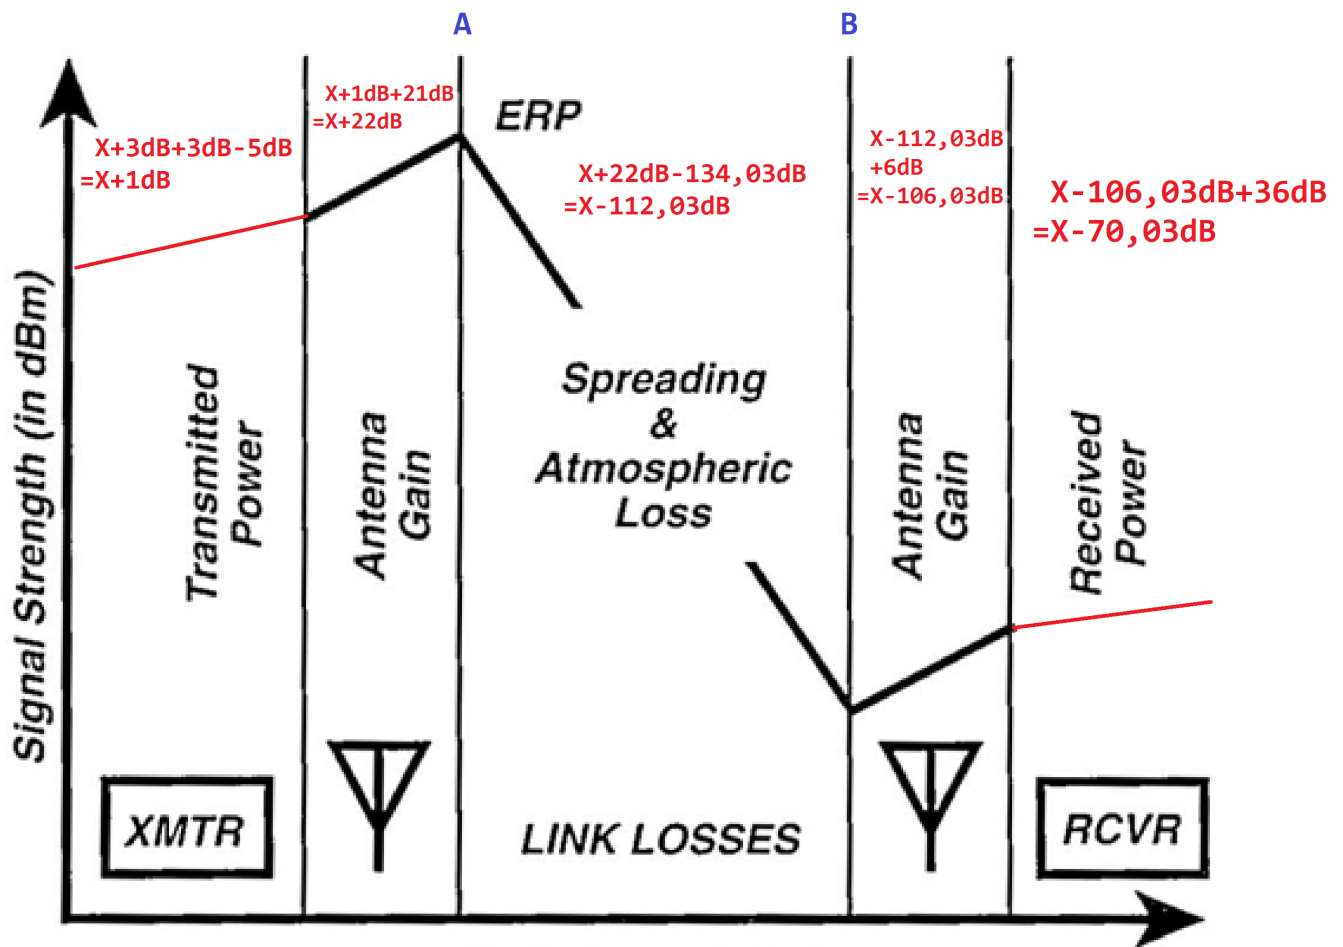 A
B
X+1dB+21dB
=X+22dB
ERP
X+3dB+3dB-5dB
=X+1dB
X+22dB-134,03dB
=X-112,03dB
X-112,03dB
+6dB
=X-106,03dB
X-106,03dB+36dB
=X-70,03dB
Signal Strength (in dBm)
Transmitted
Power
Antenna
Gain
Spreading
&
Atmospheric
Loss
Antenna
Gain
Received
Power
XMTR
LINK LOSSES
RCVR